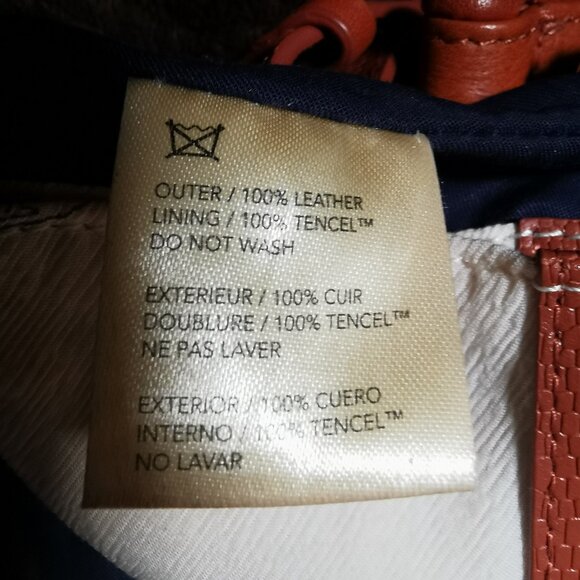 OUTER / 100% LEATHER
LINING / 100% TENCEL™
DO NOT WASH
EXTERIEUR / 100% CUIR
DOUBLURE / 100% TENCEL™
NE PAS LAVER
EXTERIOR / 100% CUERO
INTERNO / 100% TENCEL™
NO LAVAR